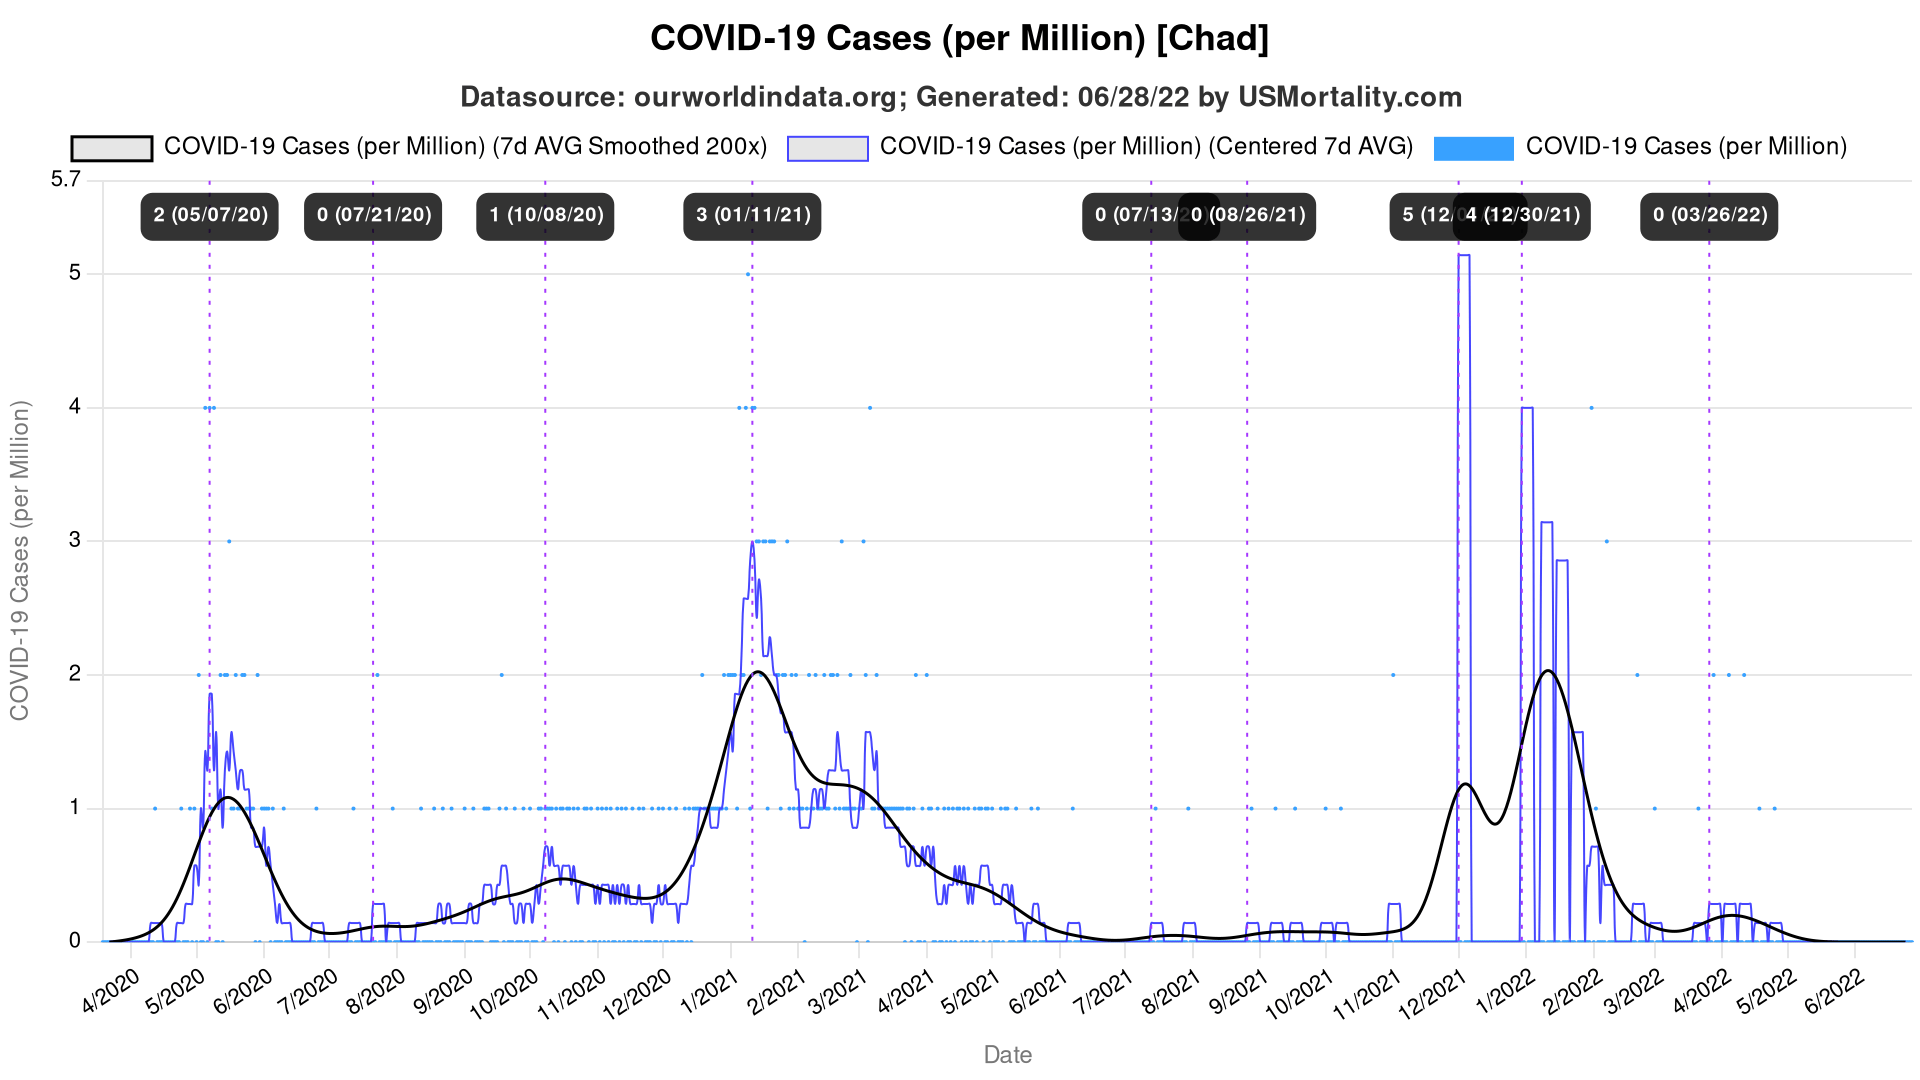 COVID-19 Cases (per Million) [Chad]
Datasource: ourworldindata.org; Generated: 06/28/22 by USMortality.com
COVID-19 Cases (per Million) (7d AVG Smoothed 200x) COVID-19 Cases (per Million) (Centered 7d AVG) COVID-19 Cases (per Million)
5.7
2 (05/07/20) 0 (07/21/20) 1 (10/08/20) 3 (01/11/21) 0 (07/13/2 0 (08/26/21) 5 (12/ 4 (12/30/21) 0 (03/26/22)
5
4
3
2
1
0
COVID-19 Cases (per Million)
4/2020 5/2020 6/2020 7/2020 8/2020 9/2020 10/2020 11/2020 12/2020 1/2021 2/2021 3/2021 4/2021 5/2021 6/2021 7/2021 8/2021 9/2021 10/2021 11/2021 12/2021 1/2022 2/2022 3/2022 4/2022 5/2022 6/2022
Date